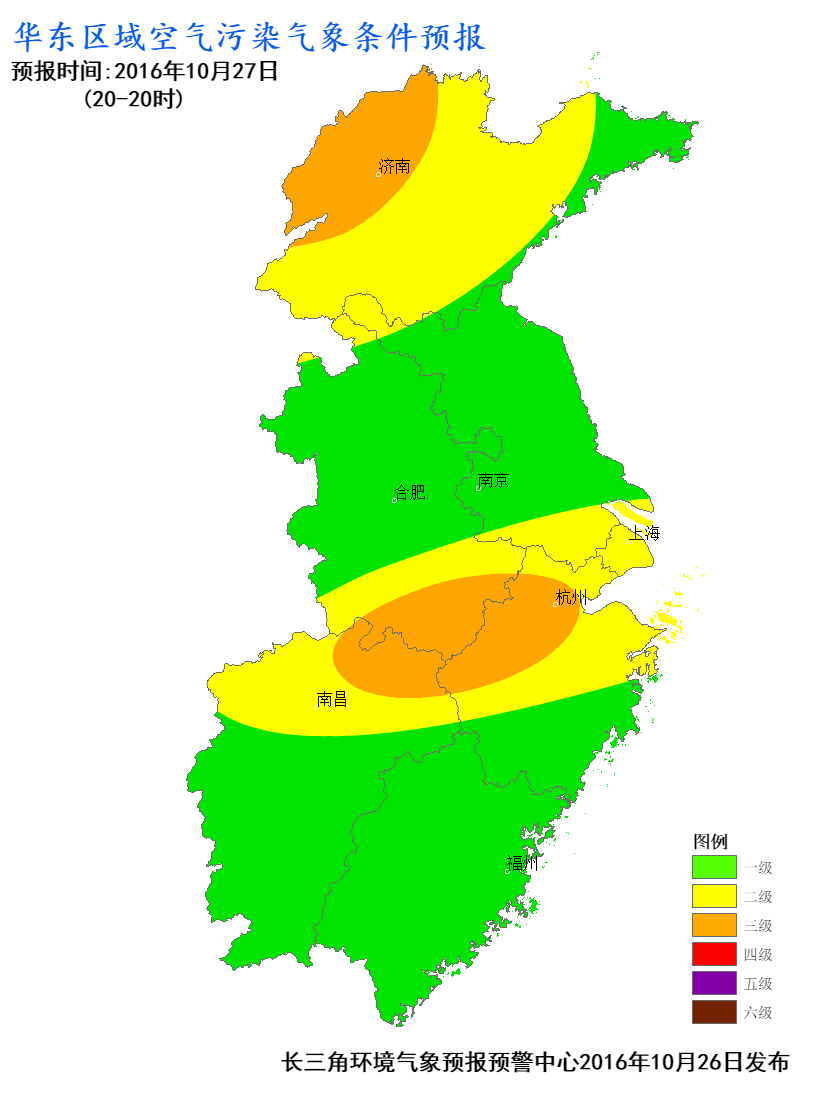 华东区域空气污染气象条件预报
预报时间:2016年10月27日
(20-20时)
济南
合肥
南京
上海
杭州
南昌
福州
图例
一级
二级
三级
四级
五级
六级
长三角环境气象预报预警中心2016年10月26日发布